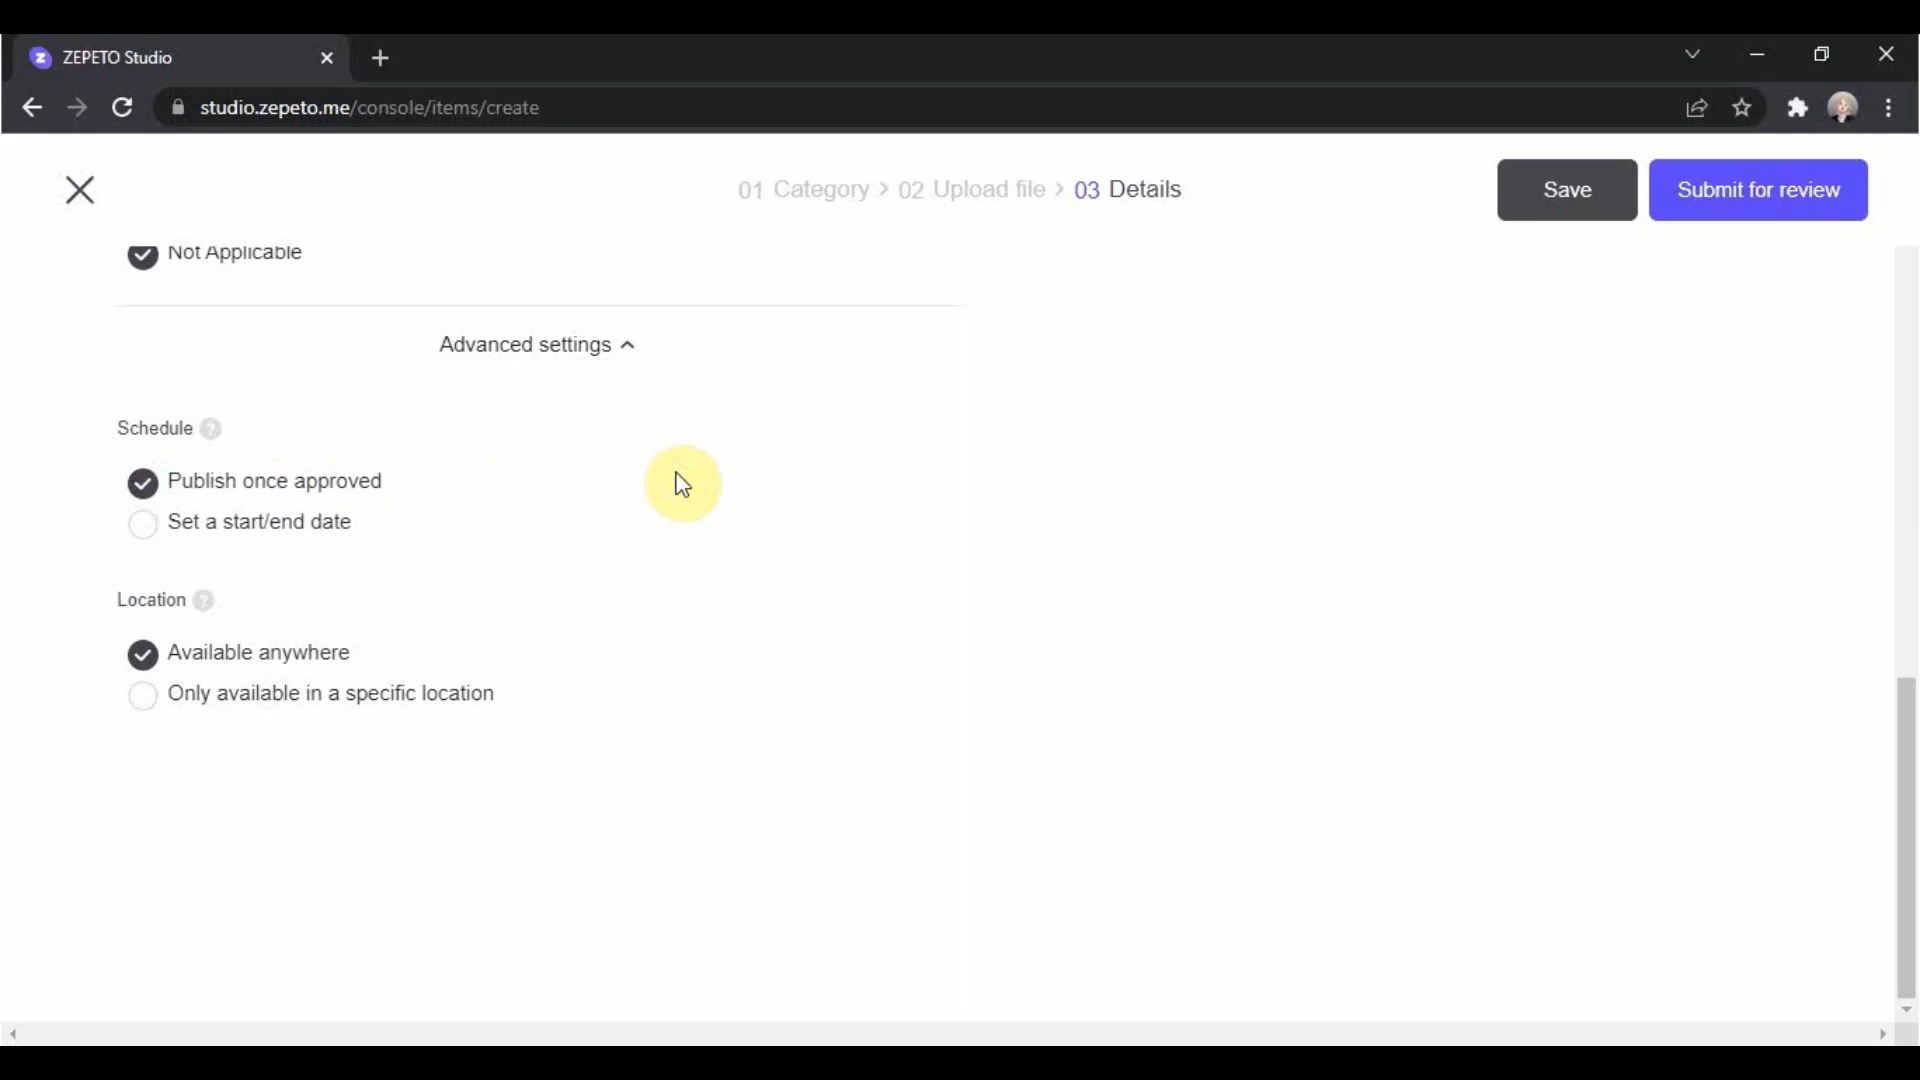 ZEPETO Studio
studio.zepeto.me/console/items/create
01 Category > 02 Upload file > 03 Details
Save
Submit for review
Not Applicable
Advanced settings
Schedule ?
Publish once approved
Set a start/end date
Location ?
Available anywhere
Only available in a specific location